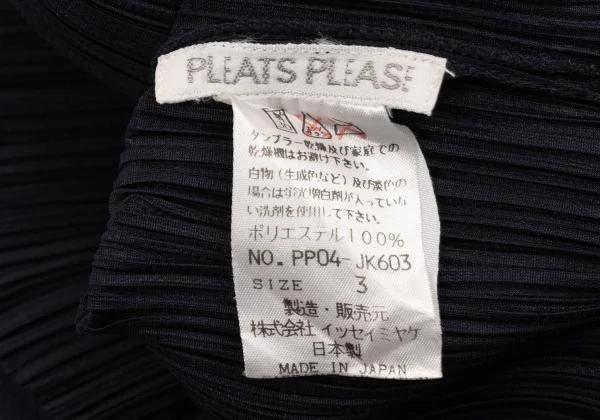 PLEATS PLEASE
タンブラー乾燥及び家庭での
乾燥機はお避け下さい。
白物（生成色など）及び淡色の
場合は蛍光増白剤が入っていな
い洗剤を使用して下さい。
ポリエステル100%
NO. PP04-JK603
SIZE 3
製造・販売元
株式会社 イッセイミヤケ
日本製
MADE IN JAPAN